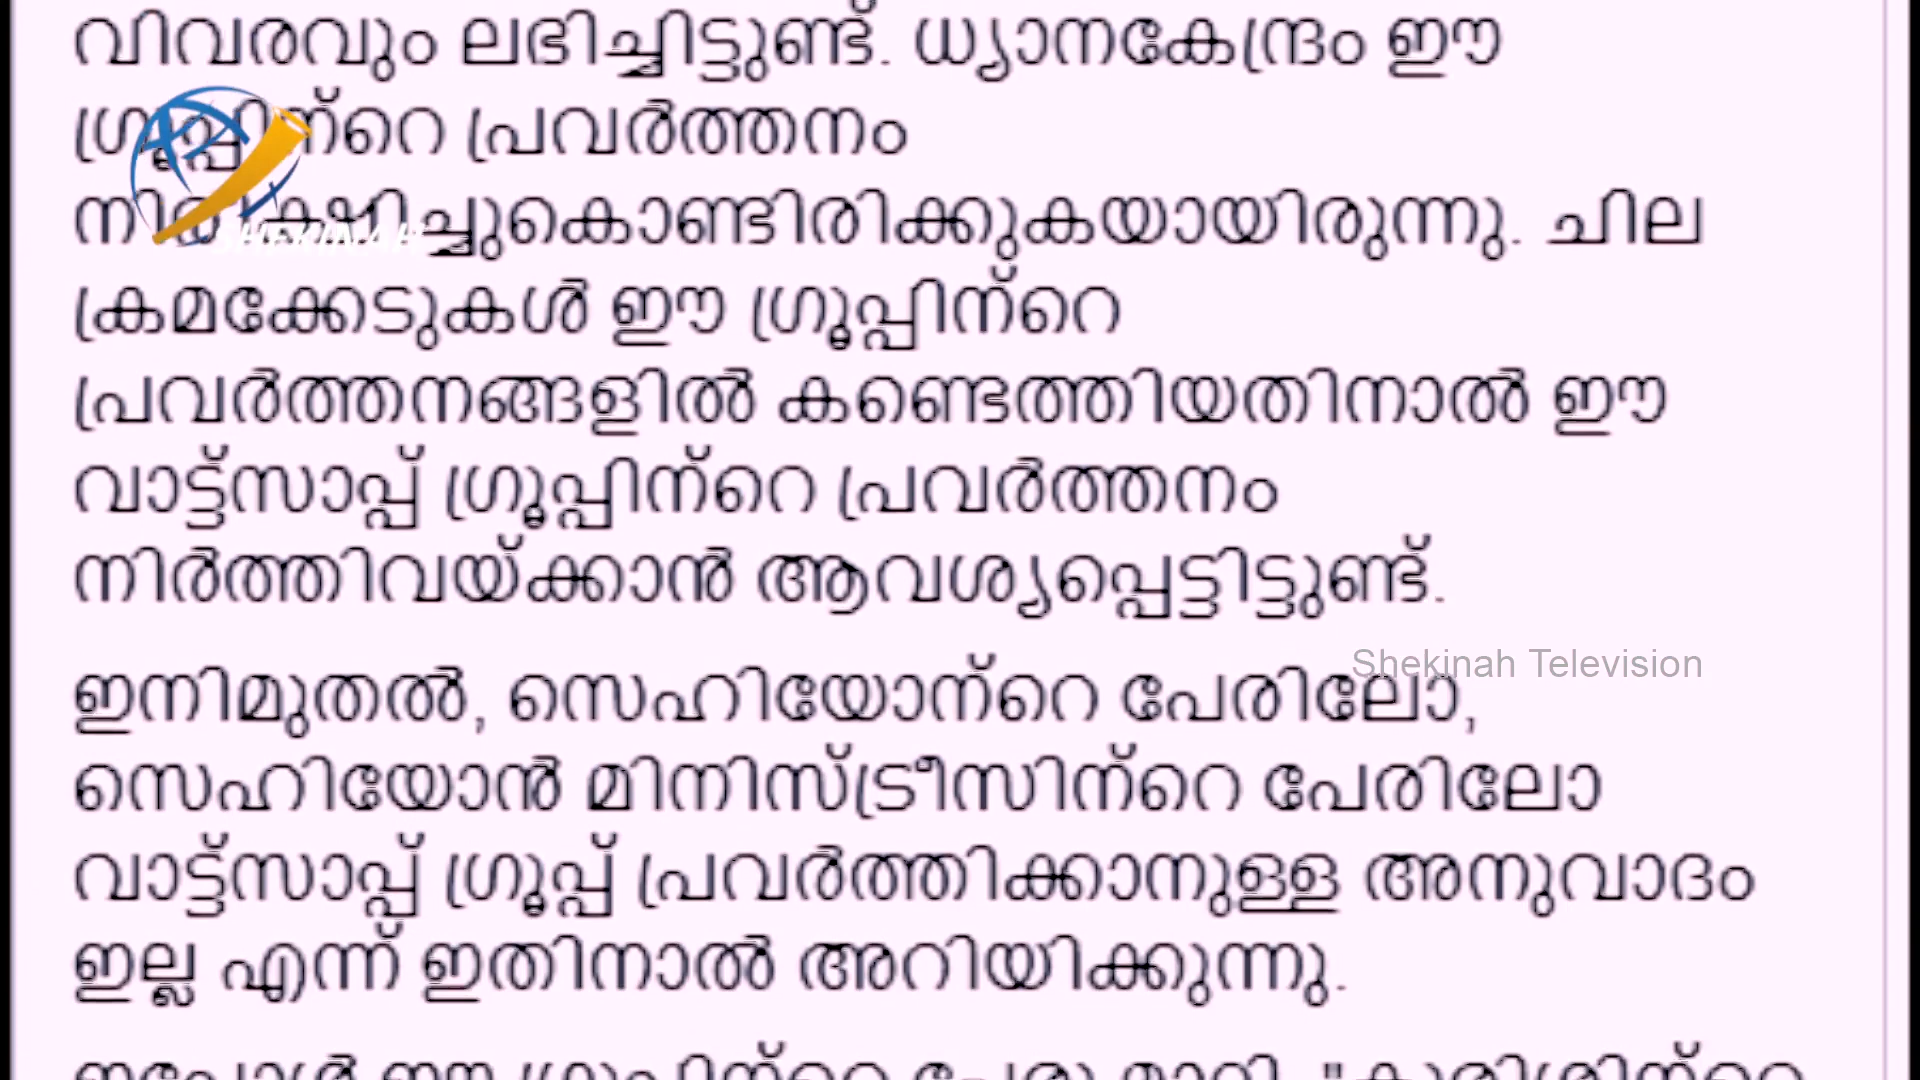 വിവരവും ലഭിച്ചിട്ടുണ്ട്. ധ്യാനകേന്ദ്രം ഈ
ഗ്രൂപ്പിന്റെ പ്രവർത്തനം
നിരീക്ഷിച്ചുകൊണ്ടിരിക്കുകയായിരുന്നു. ചില
SHEKINAH
ക്രമക്കേടുകൾ ഈ ഗ്രൂപ്പിന്റെ
പ്രവർത്തനങ്ങളിൽ കണ്ടെത്തിയതിനാൽ ഈ
വാട്ട്സാപ്പ് ഗ്രൂപ്പിന്റെ പ്രവർത്തനം
നിർത്തിവയ്ക്കാൻ ആവശ്യപ്പെട്ടിട്ടുണ്ട്.
Shekinah Television
ഇനിമുതൽ, സെഹിയോന്റെ പേരിലോ,
സെഹിയോൻ മിനിസ്ട്രീസിന്റെ പേരിലോ
വാട്ട്സാപ്പ് ഗ്രൂപ്പ് പ്രവർത്തിക്കാനുള്ള അനുവാദം
ഇല്ല എന്ന് ഇതിനാൽ അറിയിക്കുന്നു.